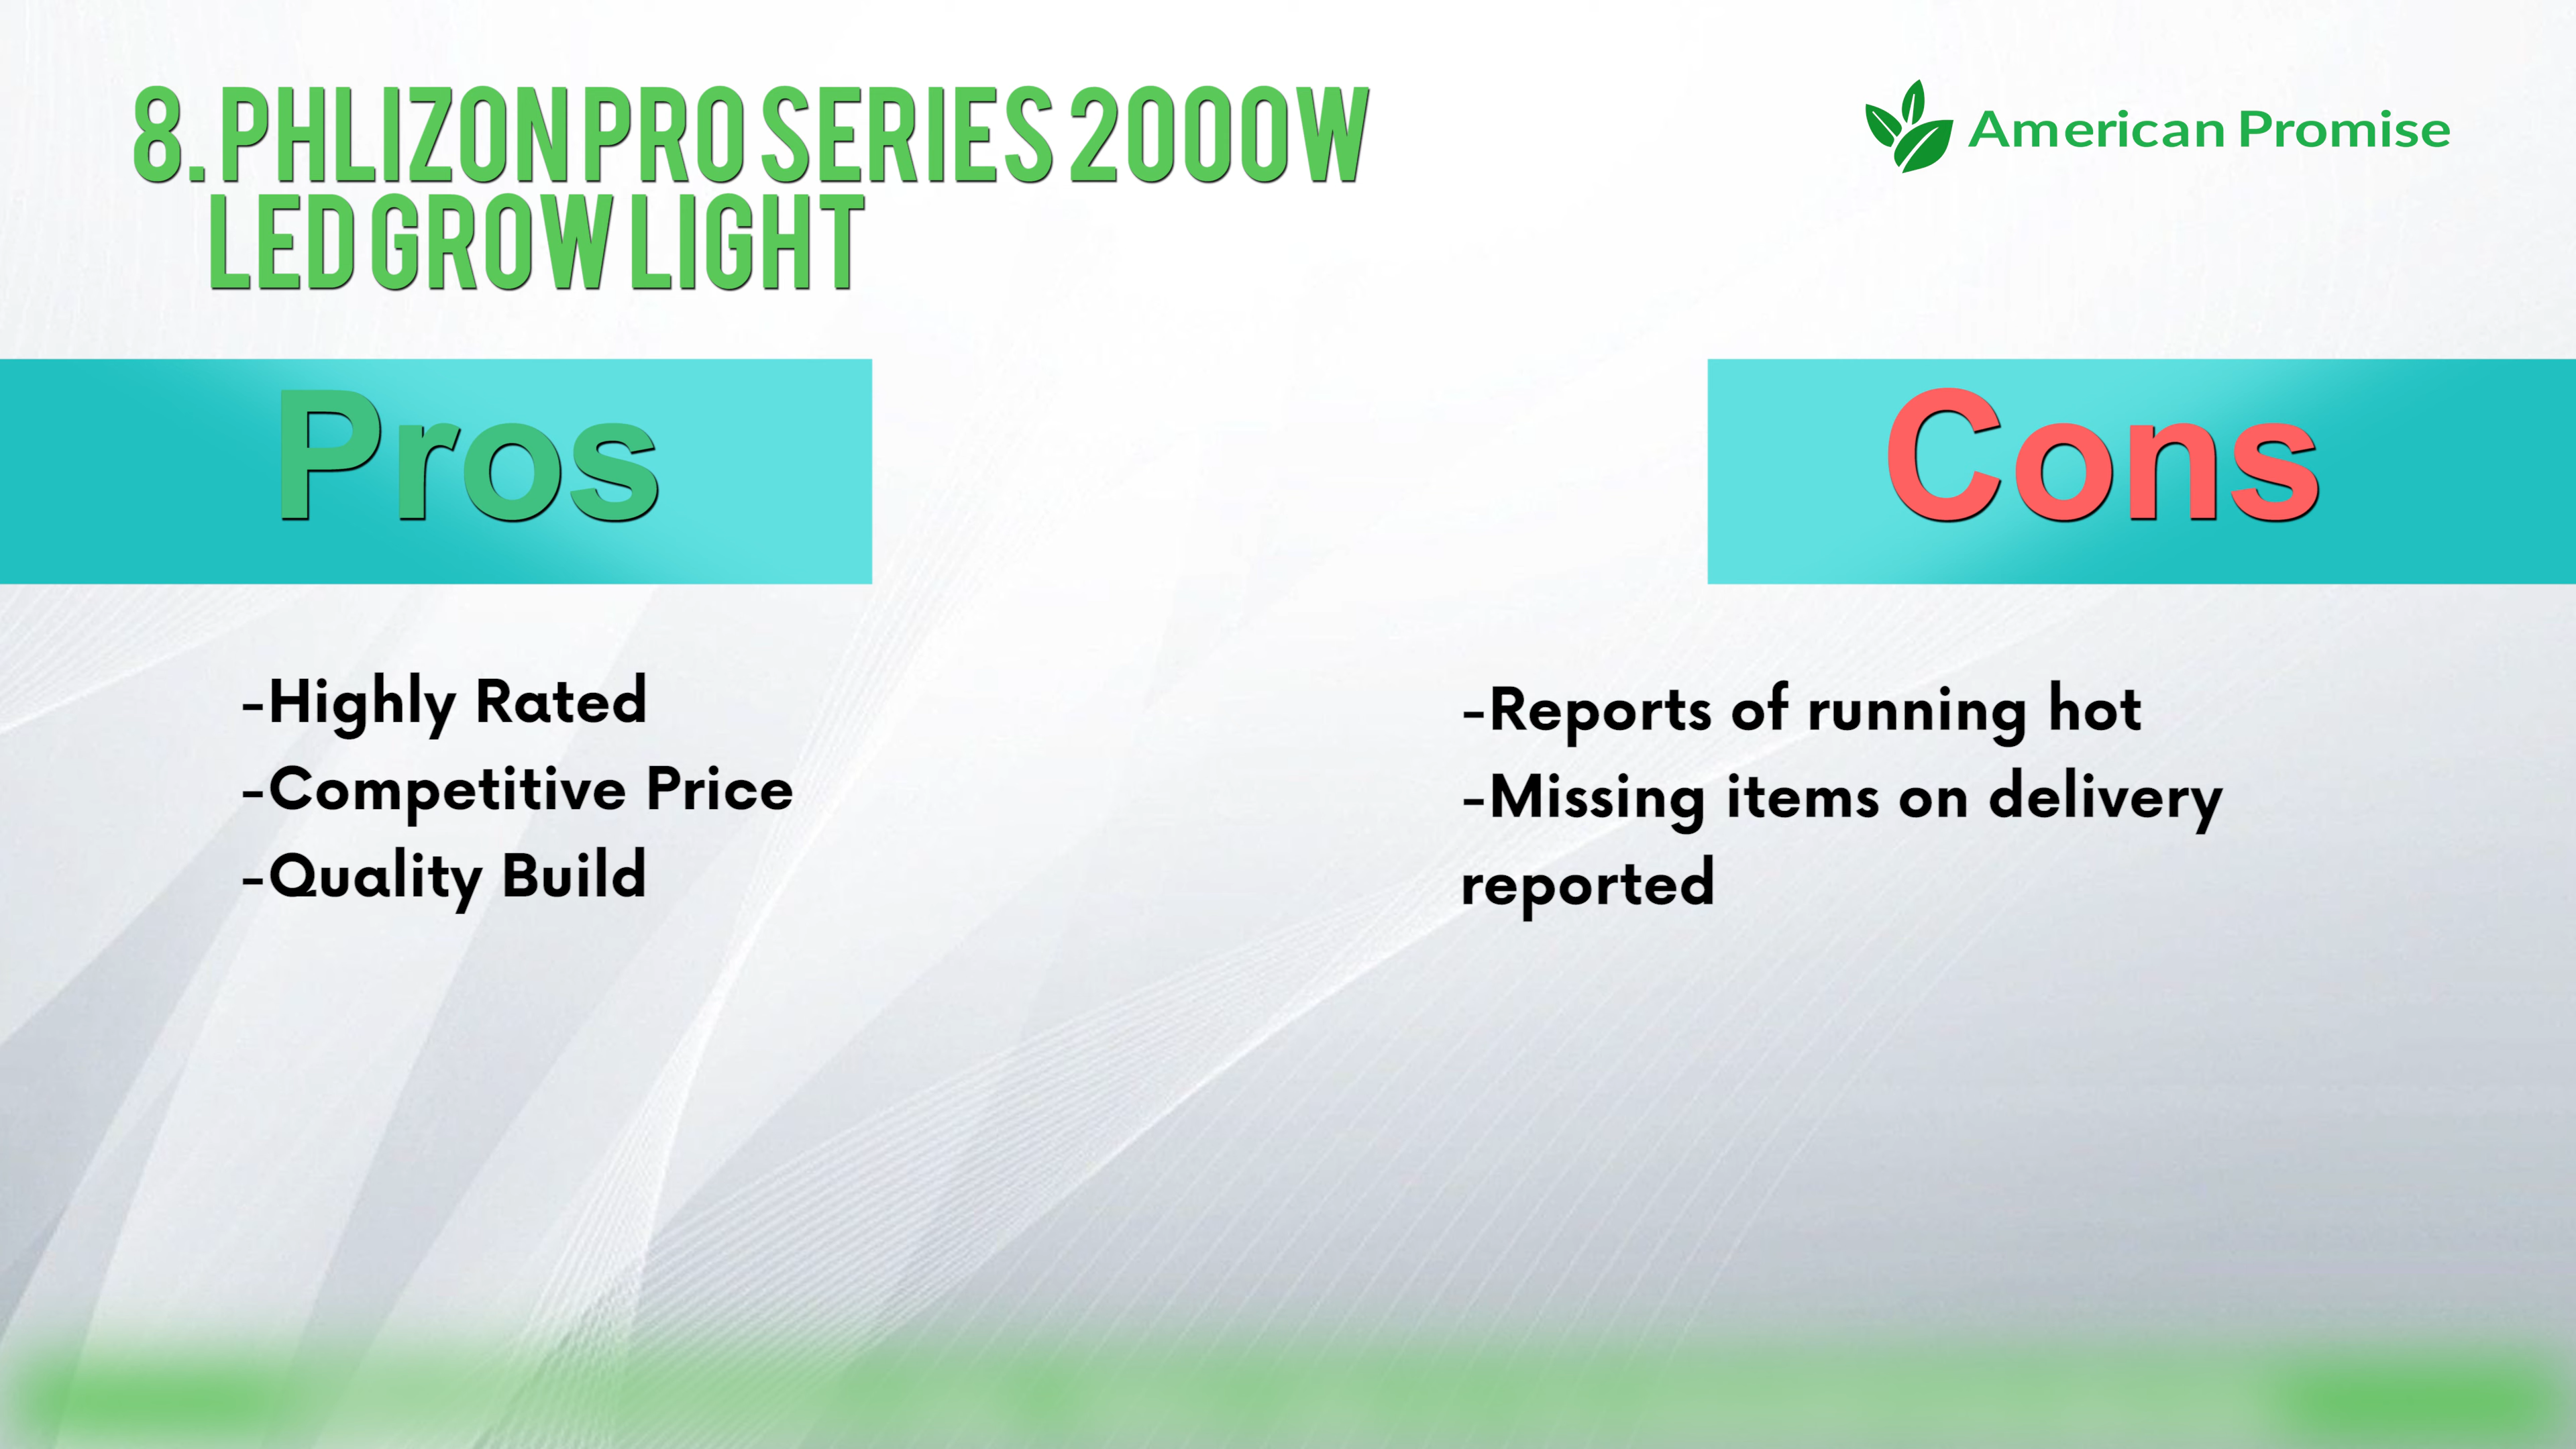 8. PHLIZON PRO SERIES 2000W
LED GROW LIGHT
American Promise
Pros
-Highly Rated
-Competitive Price
-Quality Build
Cons
-Reports of running hot
-Missing items on delivery
reported